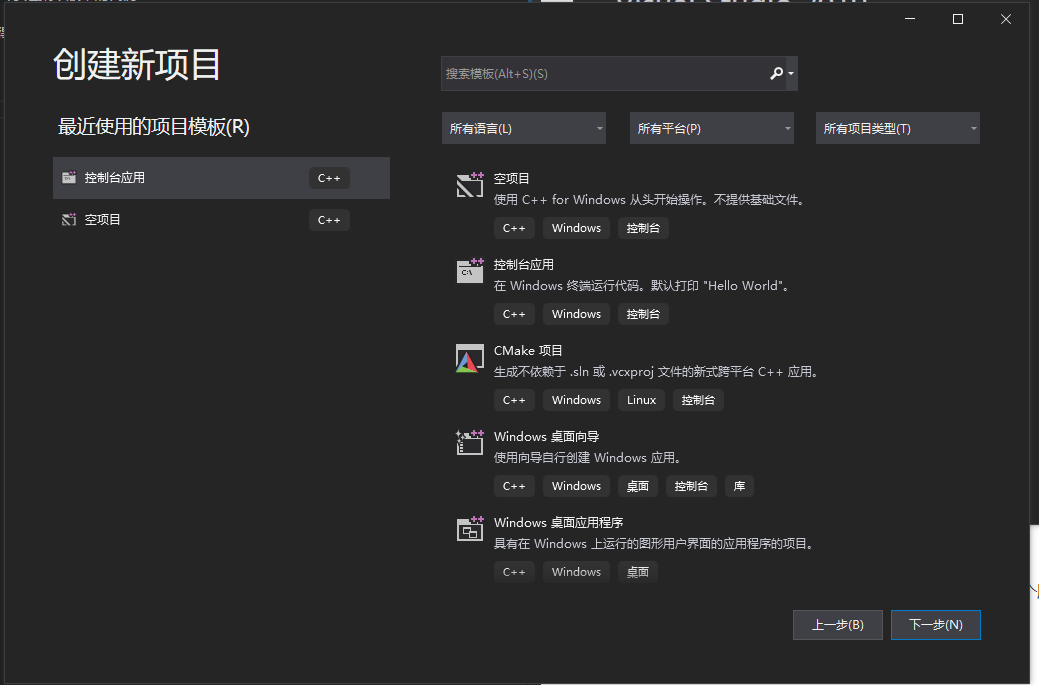 创建新项目
最近使用的项目模板(R)
控制台应用
C++
空项目
C++
搜索模板(Alt+S)(S)
所有语言(L)
所有平台(P)
所有项目类型(T)
空项目
使用 C++ for Windows 从头开始操作。不提供基础文件。
C++
Windows
控制台
C:\
控制台应用
在 Windows 终端运行代码。默认打印 "Hello World"。
C++
Windows
控制台
CMake 项目
生成不依赖于 .sln 或 .vcxproj 文件的新式跨平台 C++ 应用。
C++
Windows
Linux
控制台
Windows 桌面向导
使用向导自行创建 Windows 应用。
C++
Windows
桌面
控制台
库
Windows 桌面应用程序
具有在 Windows 上运行的图形用户界面的应用程序的项目。
C++
Windows
桌面
上一步(B)
下一步(N)